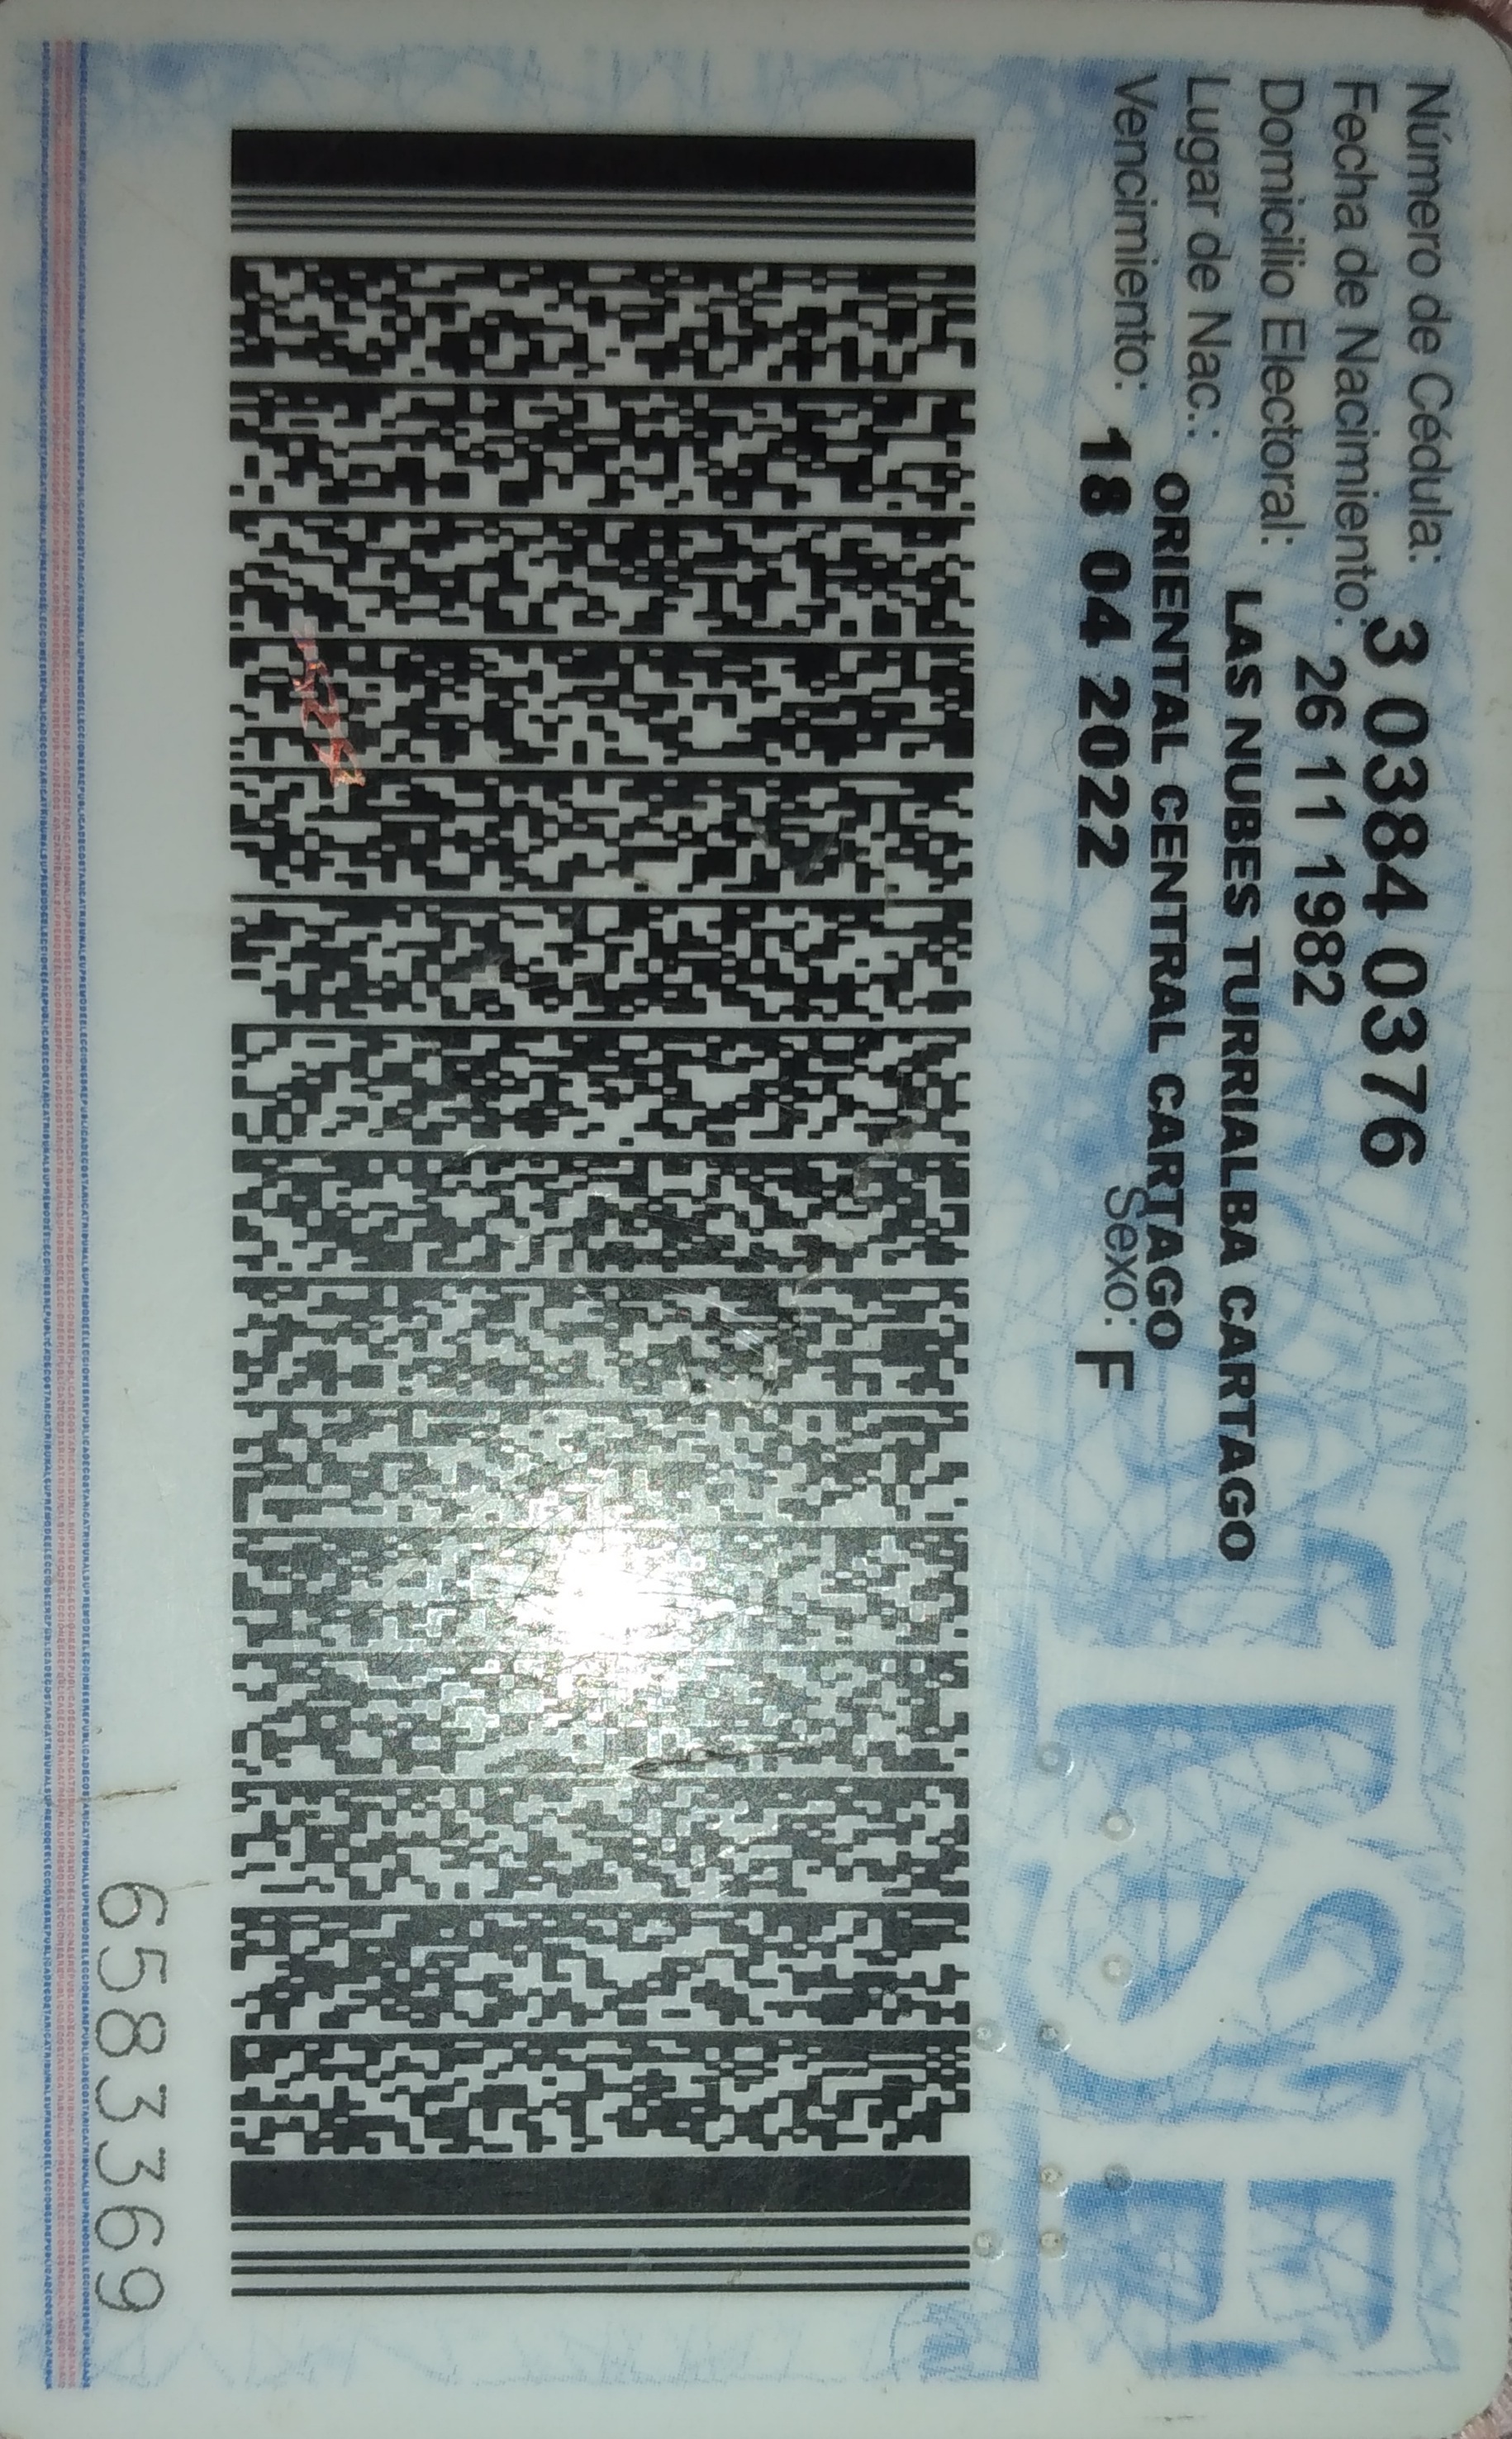 Número de Cédula: 3 0384 0376
Fecha de Nacimiento: 26 11 1982
Domicilio Electoral: LAS NUBES TURRIALBA CARTAGO
Lugar de Nac.: ORIENTAL CENTRAL CARTAGO
Vencimiento: 18 04 2022 Sexo: F
TSE
6583369